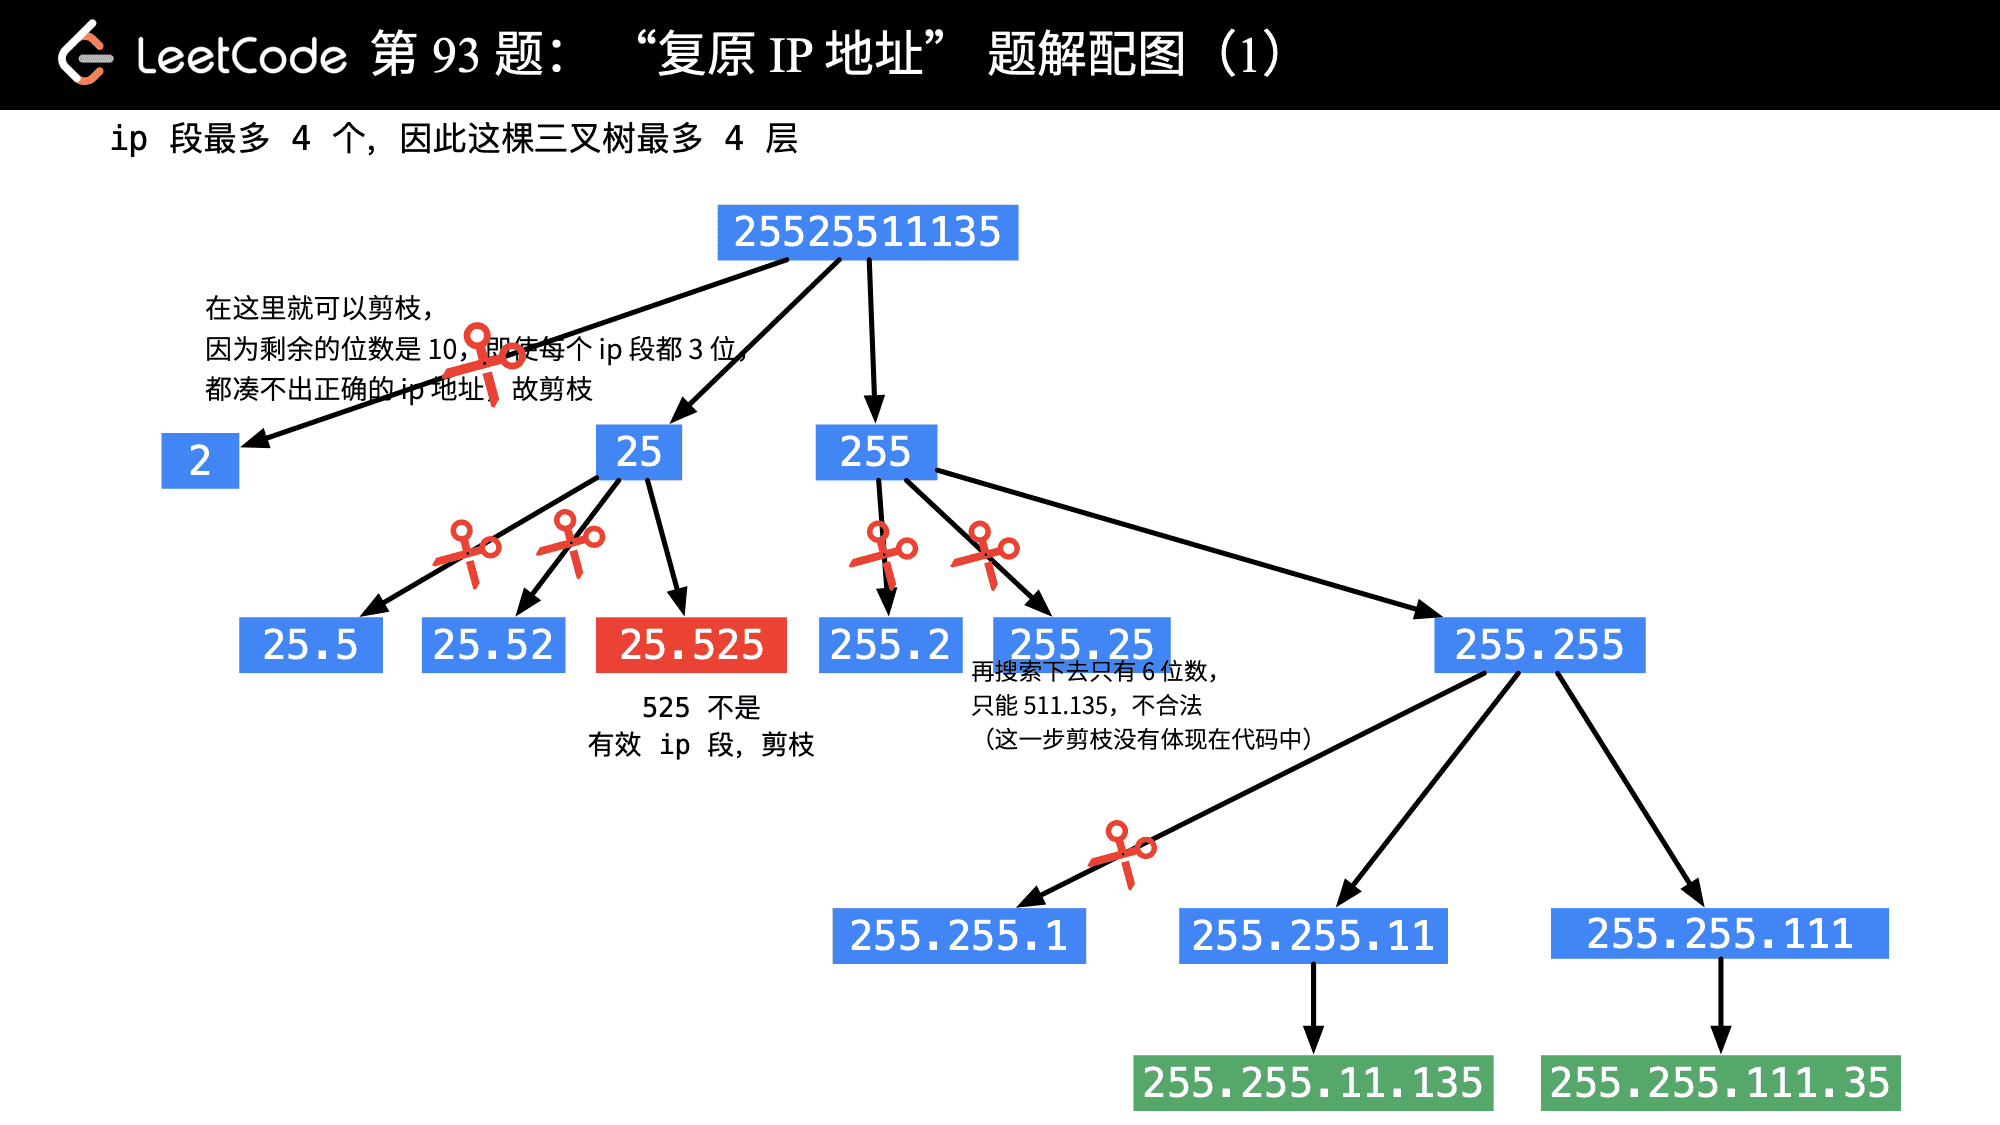 LeetCode 第 93 题：“复原 IP 地址” 题解配图（1）
ip 段最多 4 个，因此这棵三叉树最多 4 层
25525511135
在这里就可以剪枝，
因为剩余的位数是 10，即使每个 ip 段都 3 位，
都凑不出正确的 ip 地址，故剪枝
2
25
255
25.5
25.52
25.525
255.2
255.25
255.255
525 不是
有效 ip 段，剪枝
再搜索下去只有 6 位数，
只能 511.135，不合法
（这一步剪枝没有体现在代码中）
255.255.1
255.255.11
255.255.111
255.255.11.135
255.255.111.35